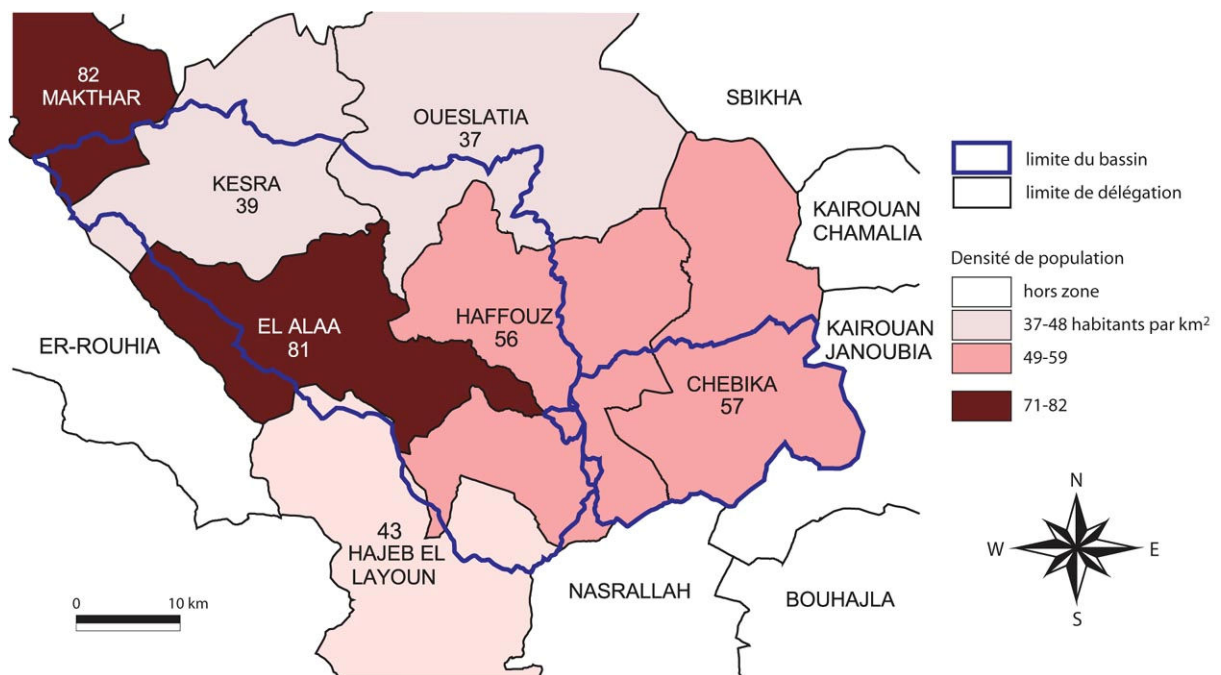 82
MAKTHAR
OUESLATIA
37
SBIKHA
KESRA
39
KAIROUAN
CHAMALIA
EL ALAA
81
HAFFOUZ
56
ER-ROUHIA
KAIROUAN
JANOUBIA
CHEBIKA
57
43
HAJEB EL
LAYOUN
NASRALLAH
BOUHAJLA
0 10 km
limite du bassin
limite de délégation
Densité de population
hors zone
37-48 habitants par km²
49-59
71-82
N
W E
S